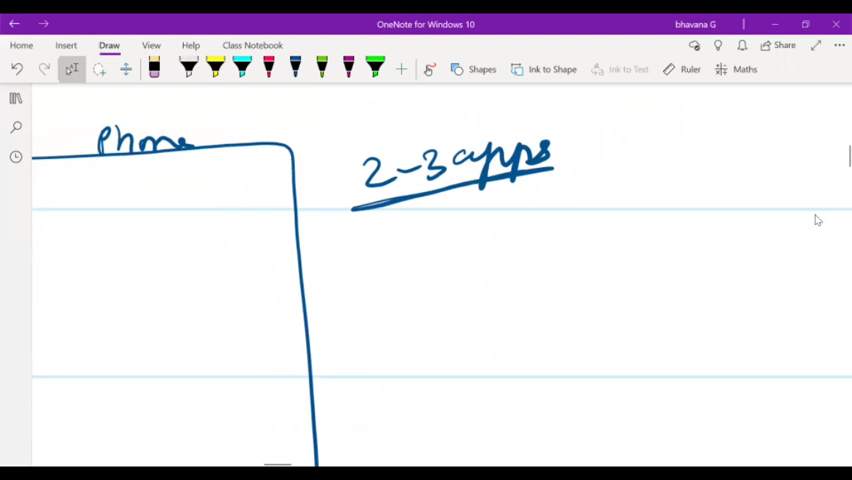 OneNote for Windows 10
bhavana G
Home Insert Draw View Help Class Notebook
Share
Shapes Ink to Shape Ink to Text Ruler Maths
Phone
2-3 apps